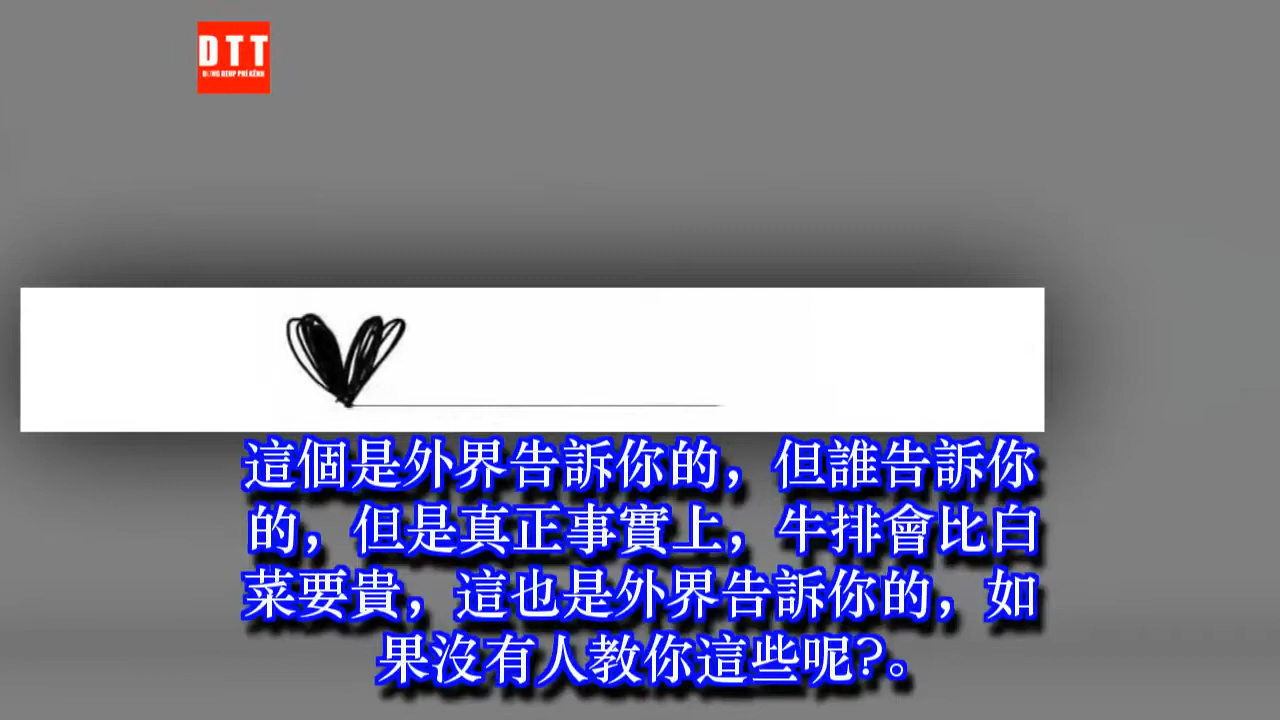 DTT
這個是外界告訴你的，但誰告訴你
的，但是真正事實上，牛排會比白
菜要貴，這也是外界告訴你的，如
果沒有人教你這些呢?。